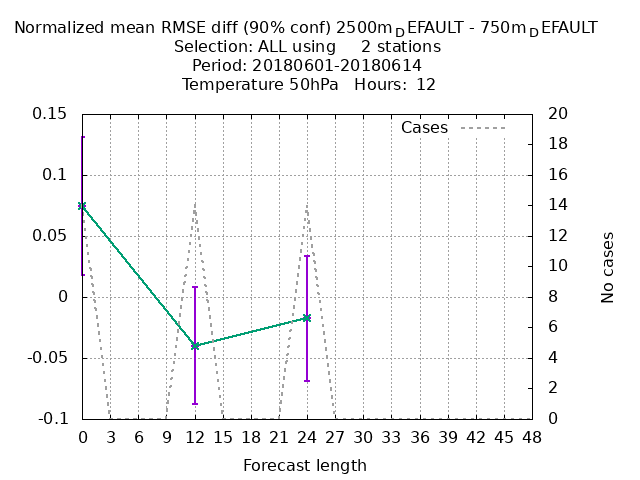 Normalized mean RMSE diff (90% conf) 2500m_DEFAULT - 750m_DEFAULT
Selection: ALL using 2 stations
Period: 20180601-20180614
Temperature 50hPa Hours: 12
Cases
0.15
0.1
0.05
0
-0.05
-0.1
20
18
16
14
12
10
8
6
4
2
0
No cases
0 3 6 9 12 15 18 21 24 27 30 33 36 39 42 45 48
Forecast length